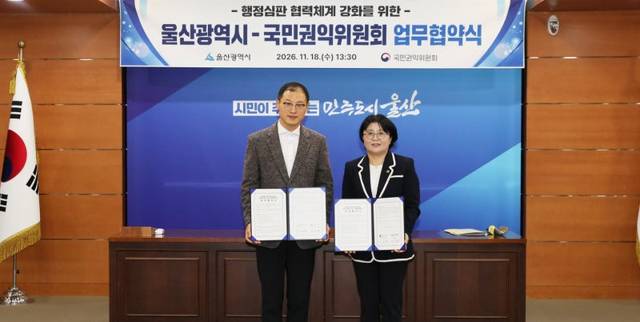 - 행정심판 협력체계 강화를 위한 -
울산광역시 - 국민권익위원회 업무협약식
울산광역시 2026. 11. 18.(수) 13:30 국민권익위원회
시민이 민주도시 울산